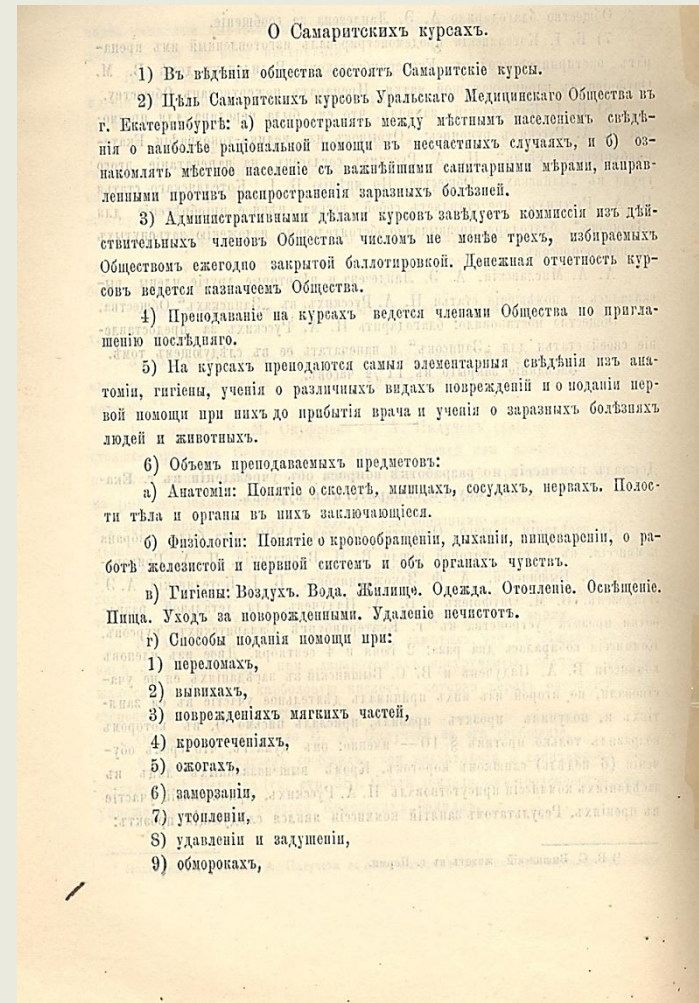 О Самаритскихъ курсахъ.
1) Въ вѣдѣніи общества состоятъ Самаритскіе курсы.
2) Цѣль Самаритскихъ курсовъ Уральскаго Медицинскаго Общества въ
г. Екатеринбургѣ: а) распространять между мѣстнымъ населеніемъ свѣдѣ-
нія о наиболѣе раціональной помощи въ несчастныхъ случаяхъ, и б) оз-
накомлять мѣстное населеніе съ важнѣйшими санитарными мѣрами, направ-
ленными противъ распространенія заразныхъ болѣзней.
3) Административными дѣлами курсовъ завѣдуетъ коммиссія изъ дѣй-
ствительныхъ членовъ Общества числомъ не менѣе трехъ, избираемыхъ
Обществомъ ежегодно закрытой баллотировкой. Денежная отчетность кур-
совъ ведется казначеемъ Общества.
4) Преподаваніе на курсахъ ведется членами Общества по пригла-
шенію послѣдняго.
5) На курсахъ преподаются самыя элементарныя свѣдѣнія изъ ана-
томіи, гигіены, ученія о различныхъ видахъ поврежденій и о поданіи пер-
вой помощи при нихъ до прибытія врача и ученія о заразныхъ болѣзняхъ
людей и животныхъ.
6) Объемъ преподаваемыхъ предметовъ:
а) Анатоміи: Понятіе о скелетѣ, мышцахъ, сосудахъ, нервахъ. Полос-
ти тѣла и органы въ нихъ заключающіеся.
б) Физіологіи: Понятіе о кровообращеніи, дыханіи, пищевареніи, о ра-
ботѣ железистой и нервной системъ и объ органахъ чувствъ.
в) Гигіены: Воздухъ. Вода. Жилище. Одежда. Отопленіе. Освѣщеніе.
Пища. Уходъ за новорожденными. Удаленіе нечистотъ.
г) Способы поданія помощи при:
1) переломахъ,
2) вывихахъ,
3) поврежденіяхъ мягкихъ частей,
4) кровотеченіяхъ,
5) ожогахъ,
6) замерзаніи,
7) утопленіи,
8) удавленіи и задушеніи,
9) обморокахъ,